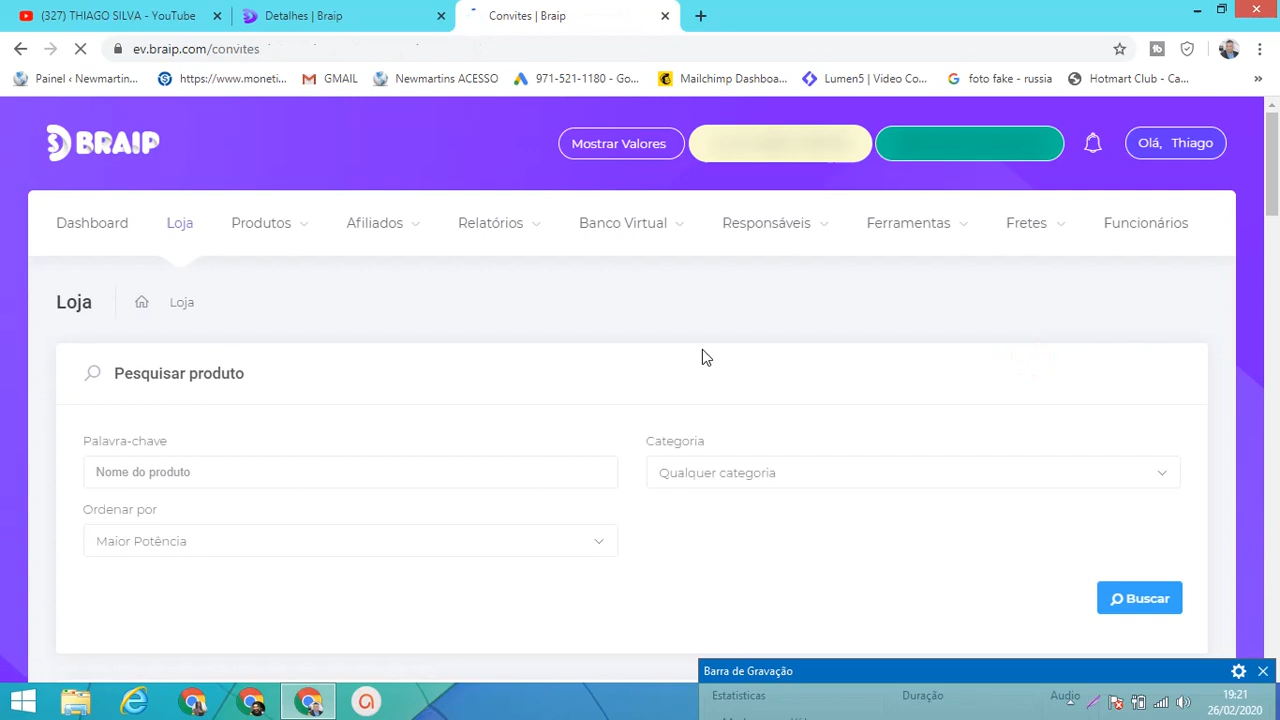 (327) THIAGO SILVA - YouTube
Detalhes | Braip
Convites | Braip
ev.braip.com/convites
Painel ‹ Newmartin...
https://www.moneti...
GMAIL
Newmartins ACESSO
971-521-1180 - Go...
Mailchimp Dashboa...
Lumen5 | Video Co...
foto fake - russia
Hotmart Club - Ca...
BRAIP
Mostrar Valores
Olá, Thiago
Dashboard
Loja
Produtos
Afiliados
Relatórios
Banco Virtual
Responsáveis
Ferramentas
Fretes
Funcionários
Loja
Loja
Pesquisar produto
Palavra-chave
Categoria
Nome do produto
Qualquer categoria
Ordenar por
Maior Potência
Buscar
Barra de Gravação
Estatisticas
Duração
Audio
19:21
26/02/2020